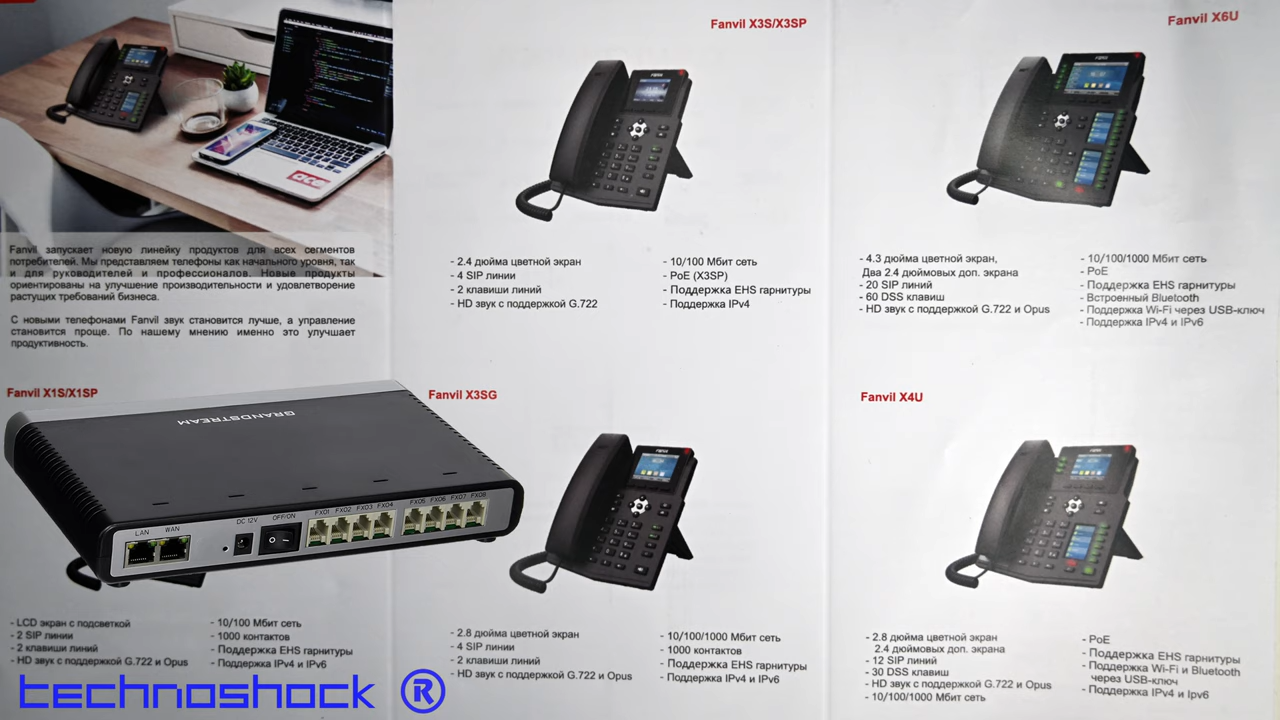 Fanvil запускает новую линейку продуктов для всех сегментов
потребителей. Мы представляем телефоны как начального уровня, так
и для руководителей и профессионалов. Новые продукты
ориентированы на улучшение производительности и удовлетворение
растущих требований бизнеса.
С новыми телефонами Fanvil звук становится лучше, а управление
становится проще. По нашему мнению именно это улучшает
продуктивность.
Fanvil X3S/X3SP
- 2.4 дюйма цветной экран
- 4 SIP линии
- 2 клавиши линий
- HD звук с поддержкой G.722
- 10/100 Мбит сеть
- PoE (X3SP)
- Поддержка EHS гарнитуры
- Поддержка IPv4
Fanvil X6U
- 4.3 дюйма цветной экран,
Два 2.4 дюймовых доп. экрана
- 20 SIP линий
- 60 DSS клавиш
- HD звук с поддержкой G.722 и Opus
- 10/100/1000 Мбит сеть
- PoE
- Поддержка EHS гарнитуры
- Встроенный Bluetooth
- Поддержка Wi-Fi через USB-ключ
- Поддержка IPv4 и IPv6
Fanvil X1S/X1SP
GRANDSTREAM
LAN
WAN
DC 12V
OFF/ON
FXO1 FXO2 FXO3 FXO4
FXO5 FXO6 FXO7 FXO8
- LCD экран с подсветкой
- 2 SIP линии
- 2 клавиши линий
- HD звук с поддержкой G.722 и Opus
- 10/100 Мбит сеть
- 1000 контактов
- Поддержка EHS гарнитуры
- Поддержка IPv4 и IPv6
Fanvil X3SG
- 2.8 дюйма цветной экран
- 4 SIP линии
- 2 клавиши линий
- HD звук с поддержкой G.722 и Opus
- 10/100/1000 Мбит сеть
- 1000 контактов
- Поддержка EHS гарнитуры
- Поддержка IPv4 и IPv6
Fanvil X4U
- 2.8 дюйма цветной экран
2.4 дюймовых доп. экрана
- 12 SIP линий
- 30 DSS клавиш
- HD звук с поддержкой G.722 и Opus
- 10/100/1000 Мбит сеть
- PoE
- Поддержка EHS гарнитуры
- Поддержка Wi-Fi и Bluetooth
через USB-ключ
- Поддержка IPv4 и Ipv6
technoshock ®